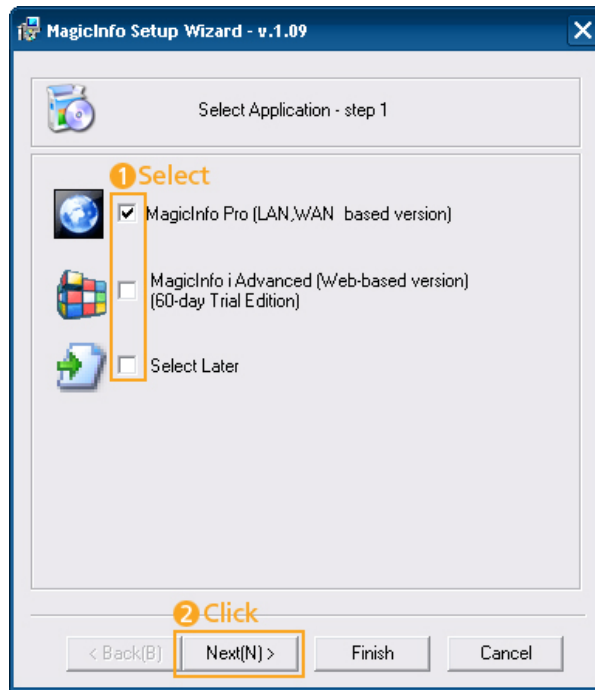 MagicInfo Setup Wizard - v.1.09
Select Application - step 1
1 Select
MagicInfo Pro (LAN,WAN based version)
MagicInfo i Advanced (Web-based version)
(60-day Trial Edition)
Select Later
2 Click
< Back(B)
Next(N) >
Finish
Cancel